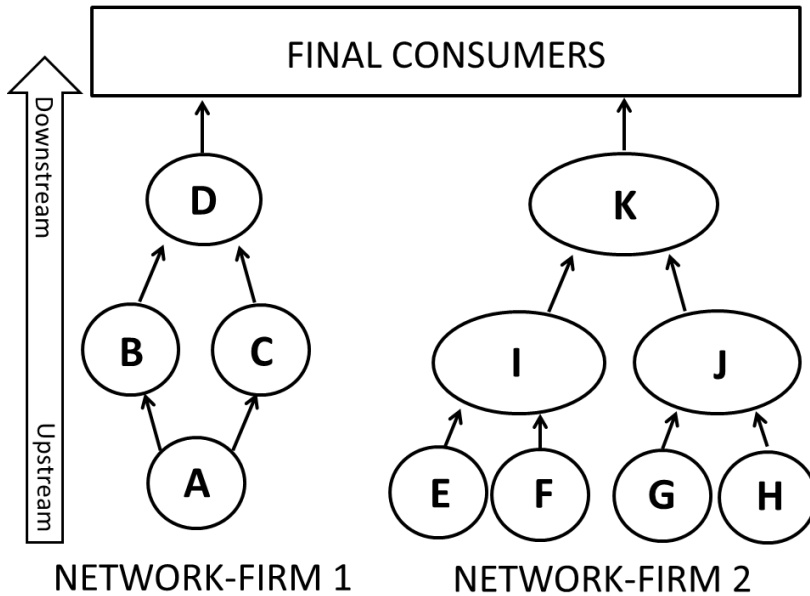 FINAL CONSUMERS
Downstream
Upstream
D
K
B
C
I
J
A
E
F
G
H
NETWORK-FIRM 1
NETWORK-FIRM 2